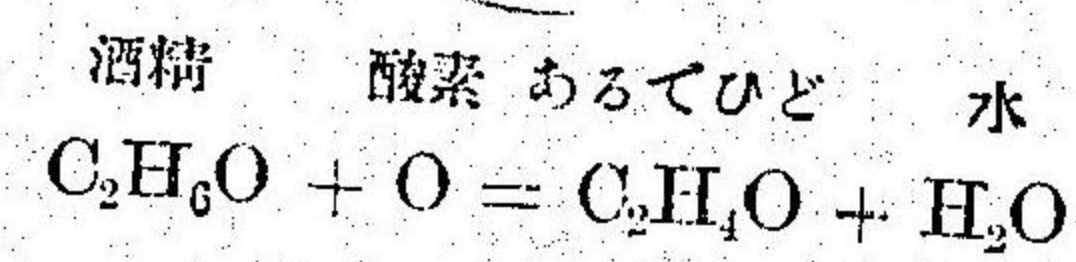 酒精 酸素 あるてひど 水
C₂H₆O + O = C₂H₄O + H₂O